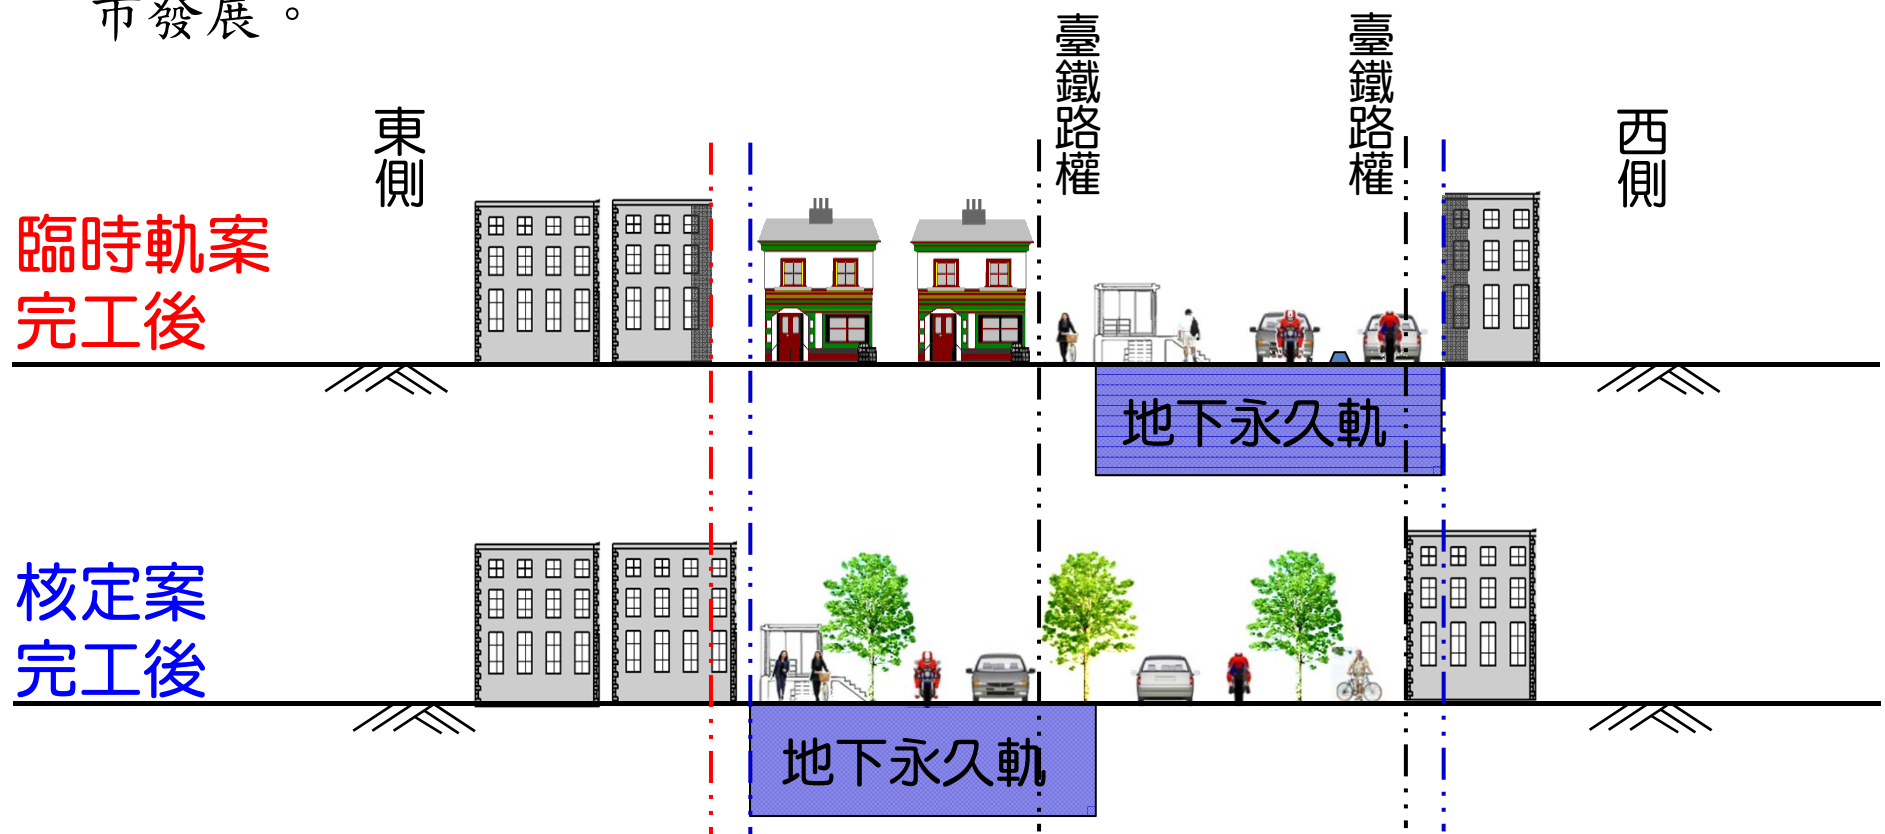 市發展。
臺鐵路權
臺鐵路權
東側
西側
臨時軌案
完工後
地下永久軌
核定案
完工後
地下永久軌